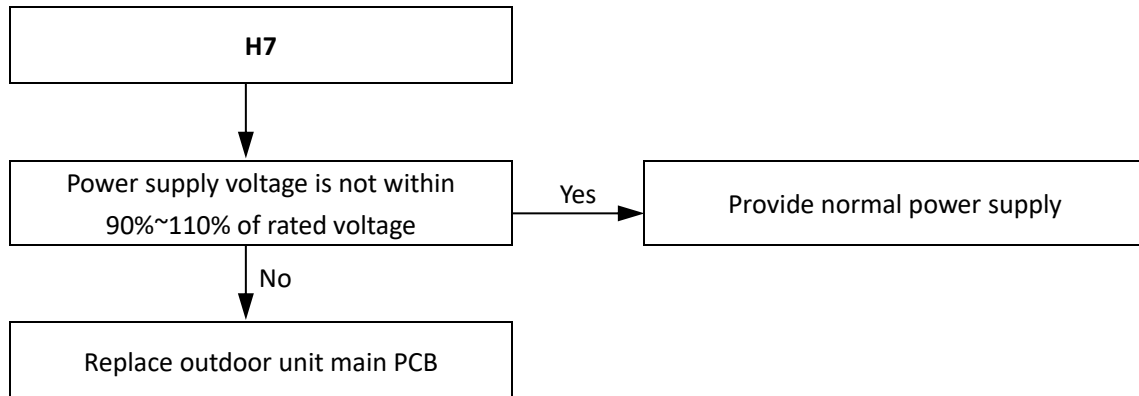 H7
Power supply voltage is not within
90%~110% of rated voltage
Yes
Provide normal power supply
No
Replace outdoor unit main PCB